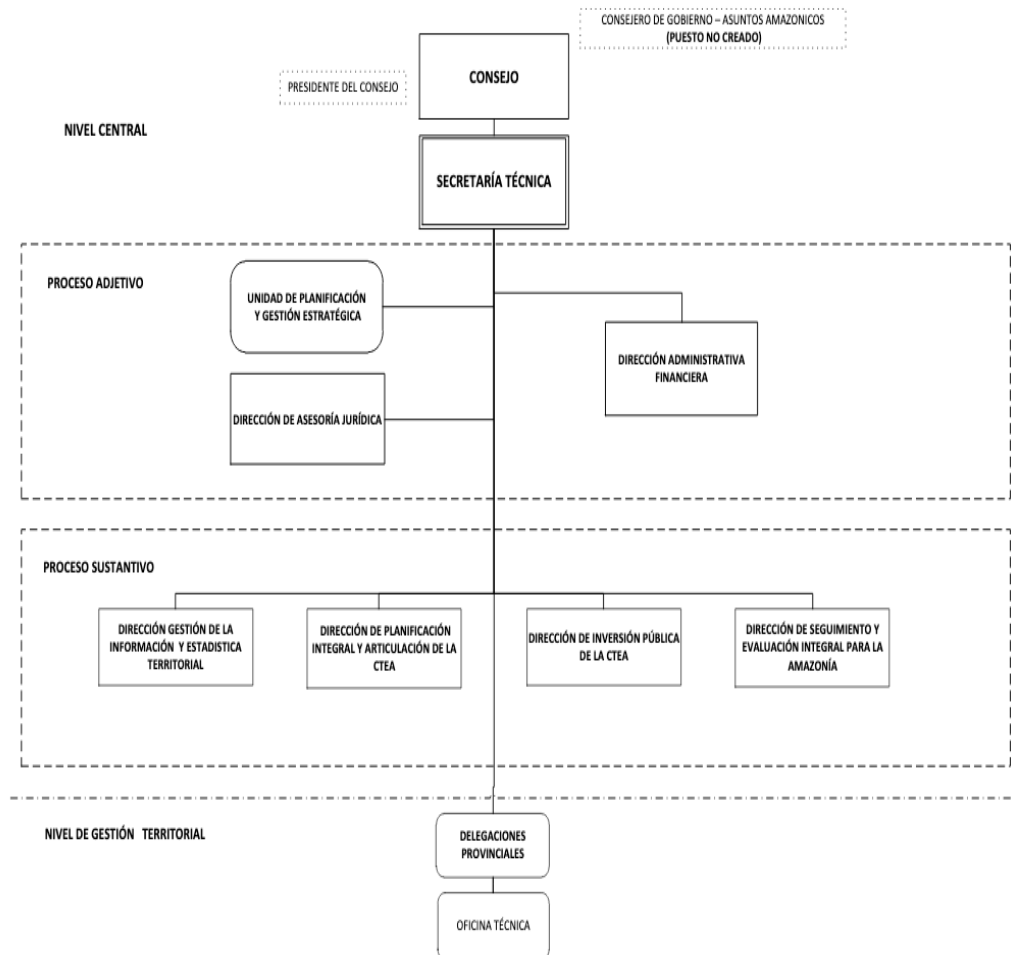 CONSEJERO DE GOBIERNO – ASUNTOS AMAZONICOS
(PUESTO NO CREADO)
CONSEJO
PRESIDENTE DEL CONSEJO
NIVEL CENTRAL
SECRETARÍA TÉCNICA
PROCESO ADJETIVO
UNIDAD DE PLANIFICACIÓN
Y GESTIÓN ESTRATÉGICA
DIRECCIÓN ADMINISTRATIVA
FINANCIERA
DIRECCIÓN DE ASESORÍA JURÍDICA
PROCESO SUSTANTIVO
DIRECCIÓN GESTIÓN DE LA
INFORMACIÓN Y ESTADISTICA
TERRITORIAL
DIRECCIÓN DE PLANIFICACIÓN
INTEGRAL Y ARTICULACIÓN DE LA
CTEA
DIRECCIÓN DE INVERSIÓN PÚBLICA
DE LA CTEA
DIRECCIÓN DE SEGUIMIENTO Y
EVALUACIÓN INTEGRAL PARA LA
AMAZONÍA
NIVEL DE GESTIÓN TERRITORIAL
DELEGACIONES
PROVINCIALES
OFICINA TÉCNICA